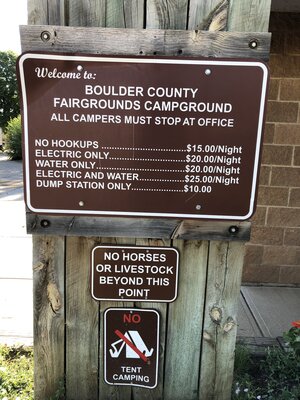 Welcome to:
BOULDER COUNTY
FAIRGROUNDS CAMPGROUND
ALL CAMPERS MUST STOP AT OFFICE
NO HOOKUPS ..............................$15.00/Night
ELECTRIC ONLY............................$20.00/Night
WATER ONLY................................$20.00/Night
ELECTRIC AND WATER..............$25.00/Night
DUMP STATION ONLY...................$10.00
NO HORSES
OR LIVESTOCK
BEYOND THIS
POINT
NO
TENT
CAMPING